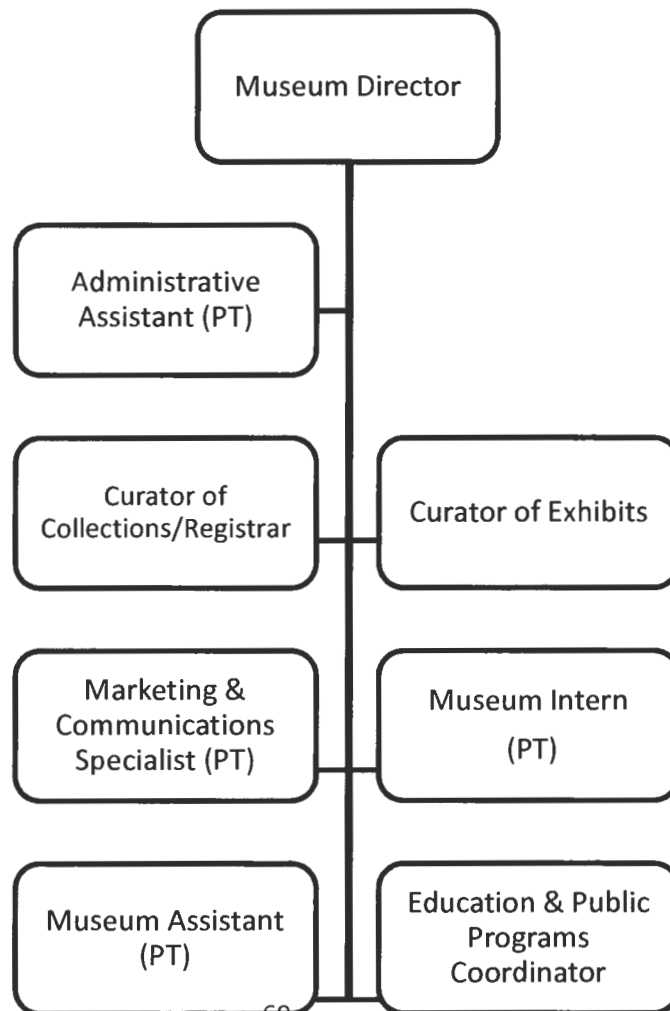 Museum Director
Administrative
Assistant (PT)
Curator of
Collections/Registrar
Curator of Exhibits
Marketing &
Communications
Specialist (PT)
Museum Intern
(PT)
Museum Assistant
(PT)
Education & Public
Programs
Coordinator